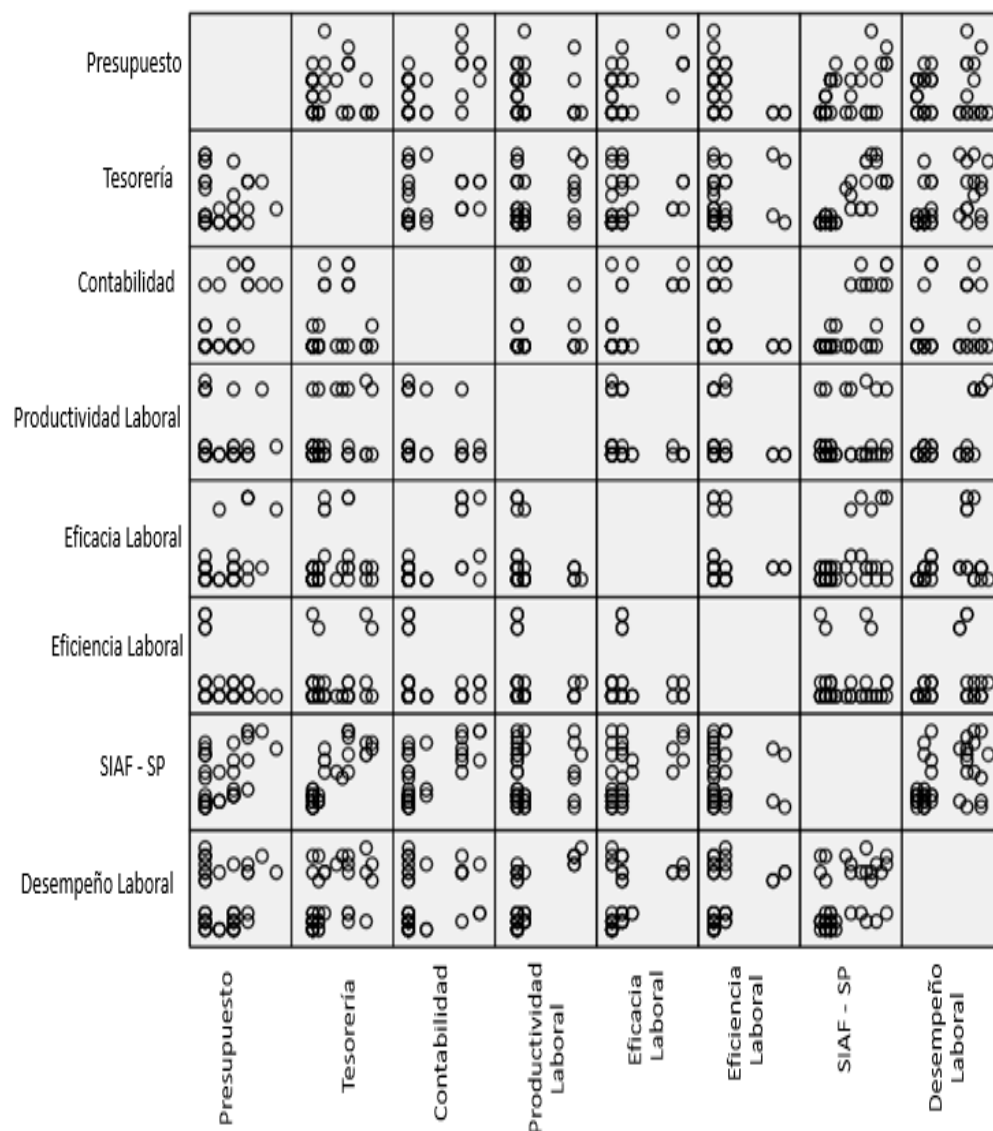 Presupuesto
Tesorería
Contabilidad
Productividad Laboral
Eficacia Laboral
Eficiencia Laboral
SIAF - SP
Desempeño Laboral
Presupuesto
Tesorería
Contabilidad
Productividad
Laboral
Eficacia
Laboral
Eficiencia
Laboral
SIAF - SP
Desempeño
Laboral